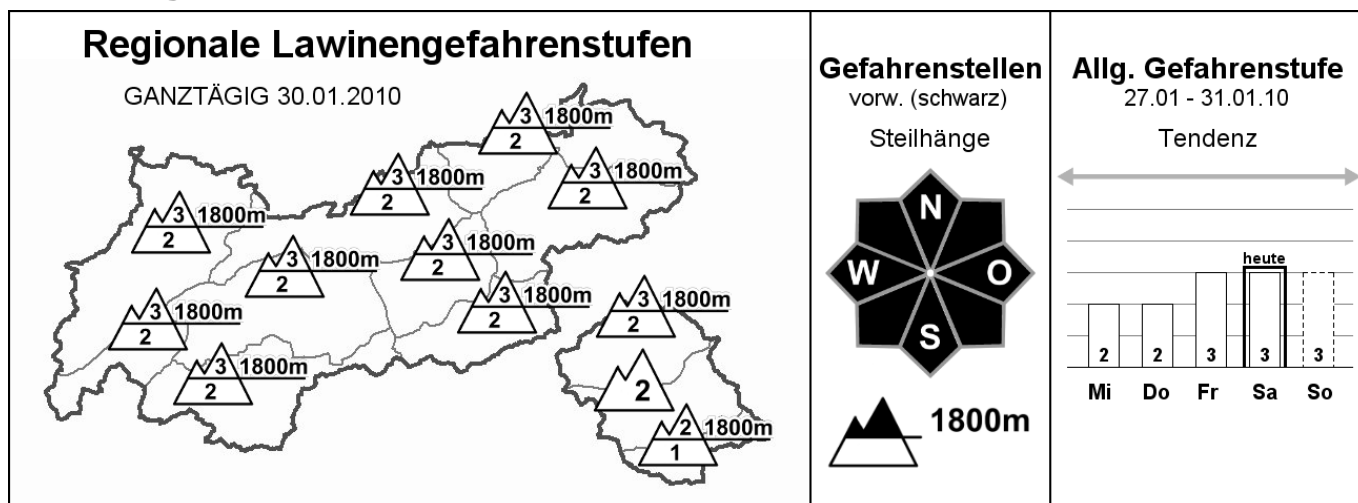 Regionale Lawinengefahrenstufen
GANZTÄGIG 30.01.2010
3 1800m
2
3 1800m
2
3 1800m
2
3 1800m
2
3 1800m
2
3 1800m
2
3 1800m
2
3 1800m
2
3 1800m
2
3 1800m
2
3 1800m
2
2
2 1800m
1
Gefahrenstellen
vorw. (schwarz)
Steilhänge
N
W O
S
1800m
Allg. Gefahrenstufe
27.01 - 31.01.10
Tendenz
heute
2 2 3 3 3
Mi Do Fr Sa So